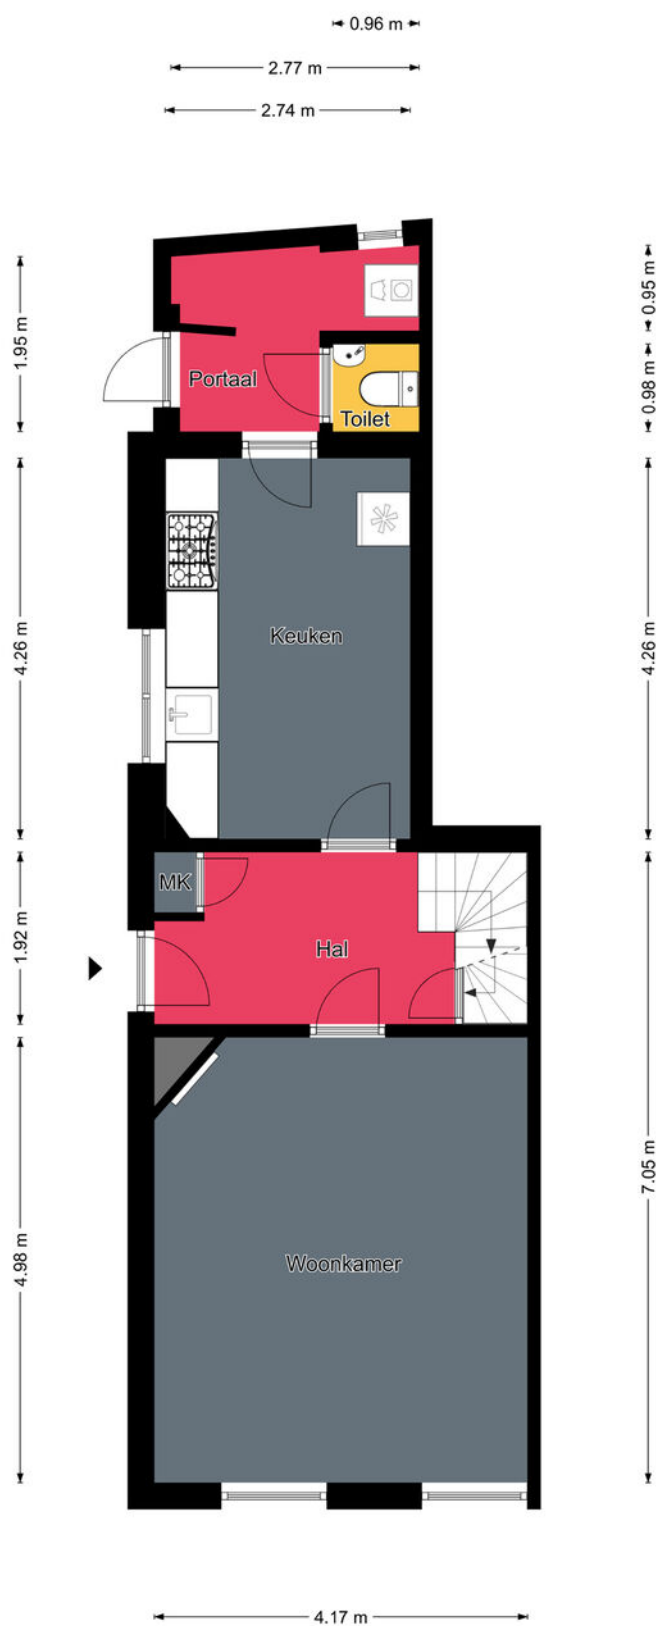 0.96 m
2.77 m
2.74 m
1.95 m
0.95 m
0.98 m
Portaal
Toilet
4.26 m
Keuken
4.26 m
MK
1.92 m
Hal
7.05 m
4.98 m
Woonkamer
4.17 m